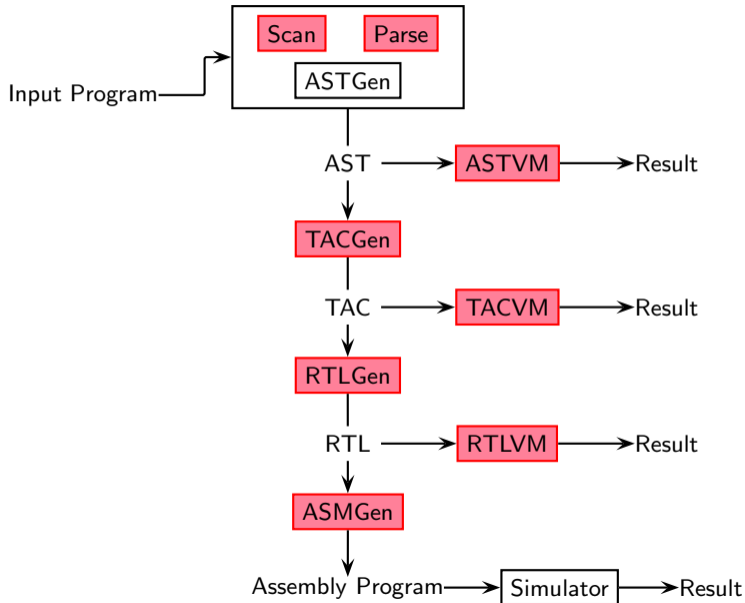 Scan Parse
ASTGen
Input Program
AST ASTVM Result
TACGen
TAC TACVM Result
RTLGen
RTL RTLVM Result
ASMGen
Assembly Program Simulator Result